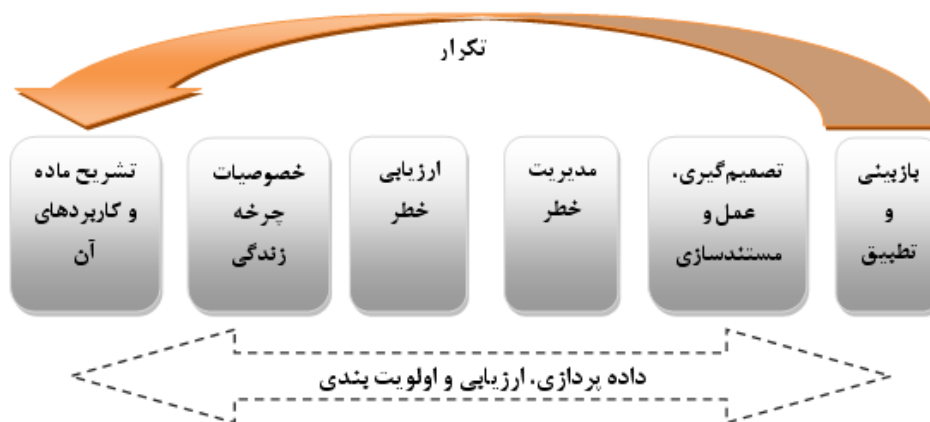 تکرار
تشریح ماده
و کاربردهای
آن
خصوصیات
چرخه
زندگی
ارزیابی
خطر
مدیریت
خطر
تصمیم‌گیری،
عمل و
مستندسازی
بازبینی
و
تطبیق
داده پردازی، ارزیابی و اولویت بندی